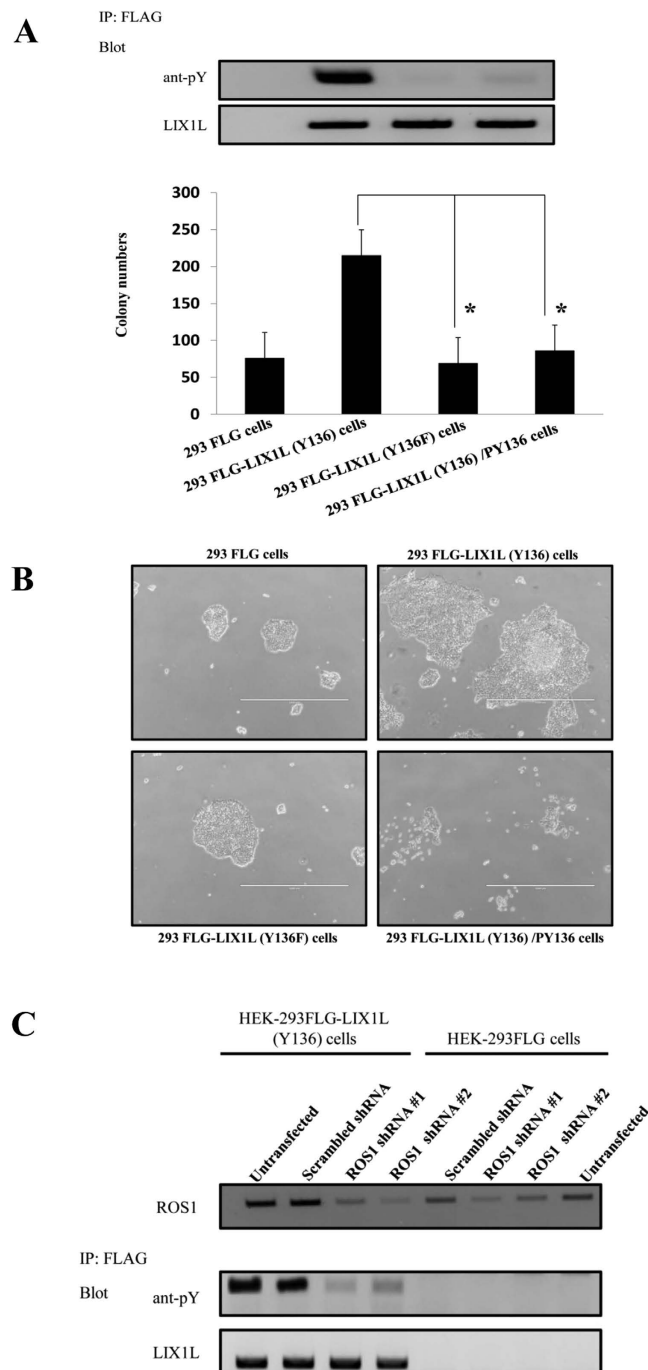 A
IP: FLAG
Blot
ant-pY
LIX1L
Colony numbers
300
250
200
150
100
50
0
*
*
293 FLG cells
293 FLG-LIX1L (Y136) cells
293 FLG-LIX1L (Y136F) cells
293 FLG-LIX1L (Y136) /PY136 cells
B
293 FLG cells
293 FLG-LIX1L (Y136) cells
293 FLG-LIX1L (Y136F) cells
293 FLG-LIX1L (Y136) /PY136 cells
C
HEK-293FLG-LIX1L
(Y136) cells
HEK-293FLG cells
Untransfected
Scrambled shRNA
ROS1 shRNA #1
ROS1 shRNA #2
Scrambled shRNA
ROS1 shRNA #1
ROS1 shRNA #2
Untransfected
ROS1
IP: FLAG
Blot
ant-pY
LIX1L